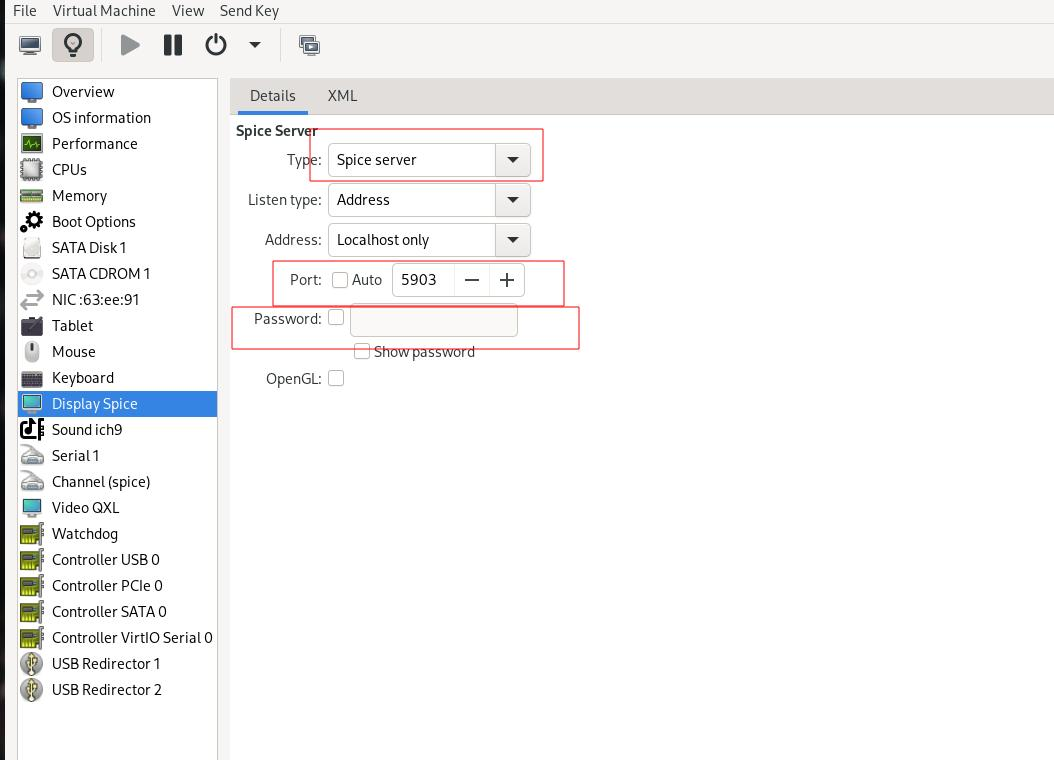 File Virtual Machine View Send Key
Overview
OS information
Performance
CPUs
Memory
Boot Options
SATA Disk 1
SATA CDROM 1
NIC :63:ee:91
Tablet
Mouse
Keyboard
Display Spice
Sound ich9
Serial 1
Channel (spice)
Video QXL
Watchdog
Controller USB 0
Controller PCIe 0
Controller SATA 0
Controller VirtIO Serial 0
USB Redirector 1
USB Redirector 2
Details XML
Spice Server
Type: Spice server
Listen type: Address
Address: Localhost only
Port: Auto 5903
Password:
Show password
OpenGL: